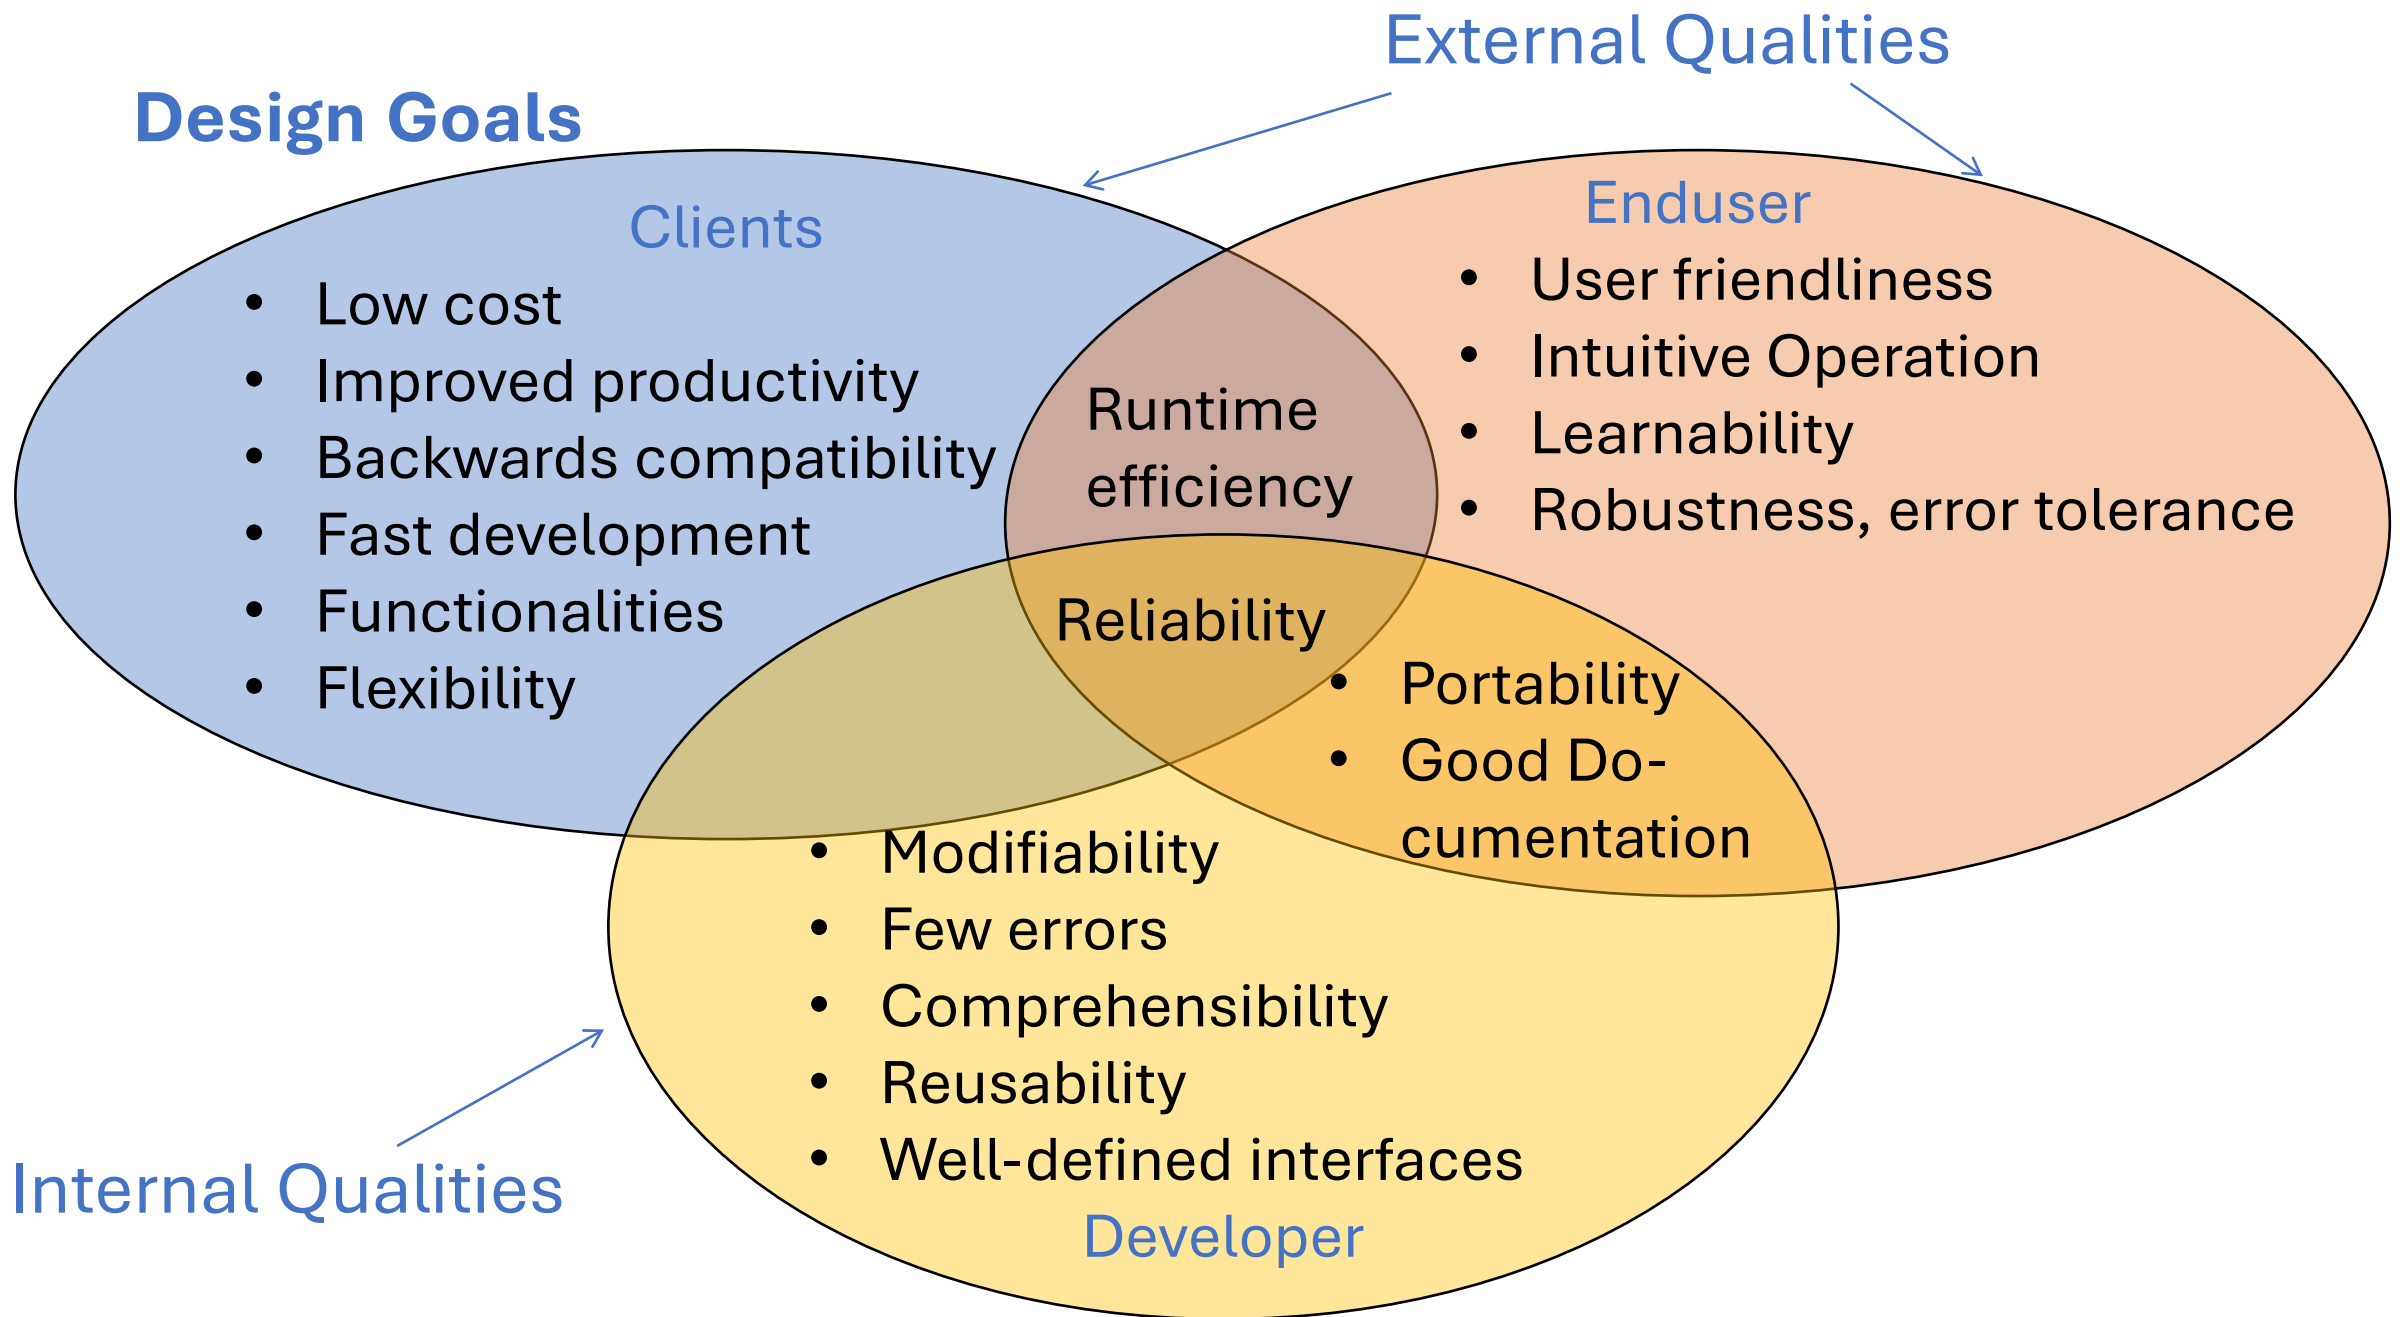 External Qualities
Design Goals
Clients
• Low cost
• Improved productivity
• Backwards compatibility
• Fast development
• Functionalities
• Flexibility
Enduser
• User friendliness
• Intuitive Operation
• Learnability
• Robustness, error tolerance
Runtime
efficiency
Reliability
• Portability
• Good Do-
cumentation
• Modifiability
• Few errors
• Comprehensibility
• Reusability
• Well-defined interfaces
Developer
Internal Qualities